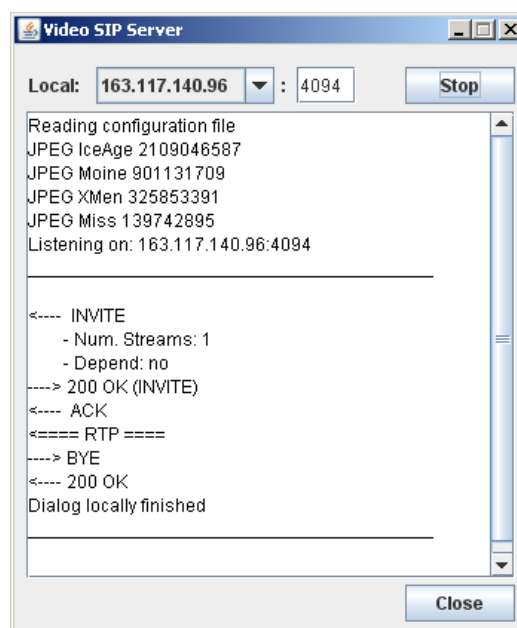 Video SIP Server
Local: 163.117.140.96 : 4094 Stop
Reading configuration file
JPEG IceAge 2109046587
JPEG Moine 901131709
JPEG XMen 325853391
JPEG Miss 139742895
Listening on: 163.117.140.96:4094
<---- INVITE
- Num. Streams: 1
- Depend: no
----> 200 OK (INVITE)
<---- ACK
<==== RTP ====
----> BYE
<---- 200 OK
Dialog locally finished
Close